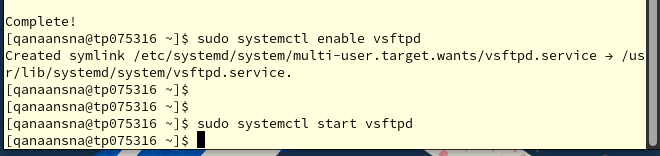 Complete!
[qanaansna@tp075316 ~]$ sudo systemctl enable vsftpd
Created symlink /etc/systemd/system/multi-user.target.wants/vsftpd.service → /us
r/lib/systemd/system/vsftpd.service.
[qanaansna@tp075316 ~]$
[qanaansna@tp075316 ~]$
[qanaansna@tp075316 ~]$ sudo systemctl start vsftpd
[qanaansna@tp075316 ~]$